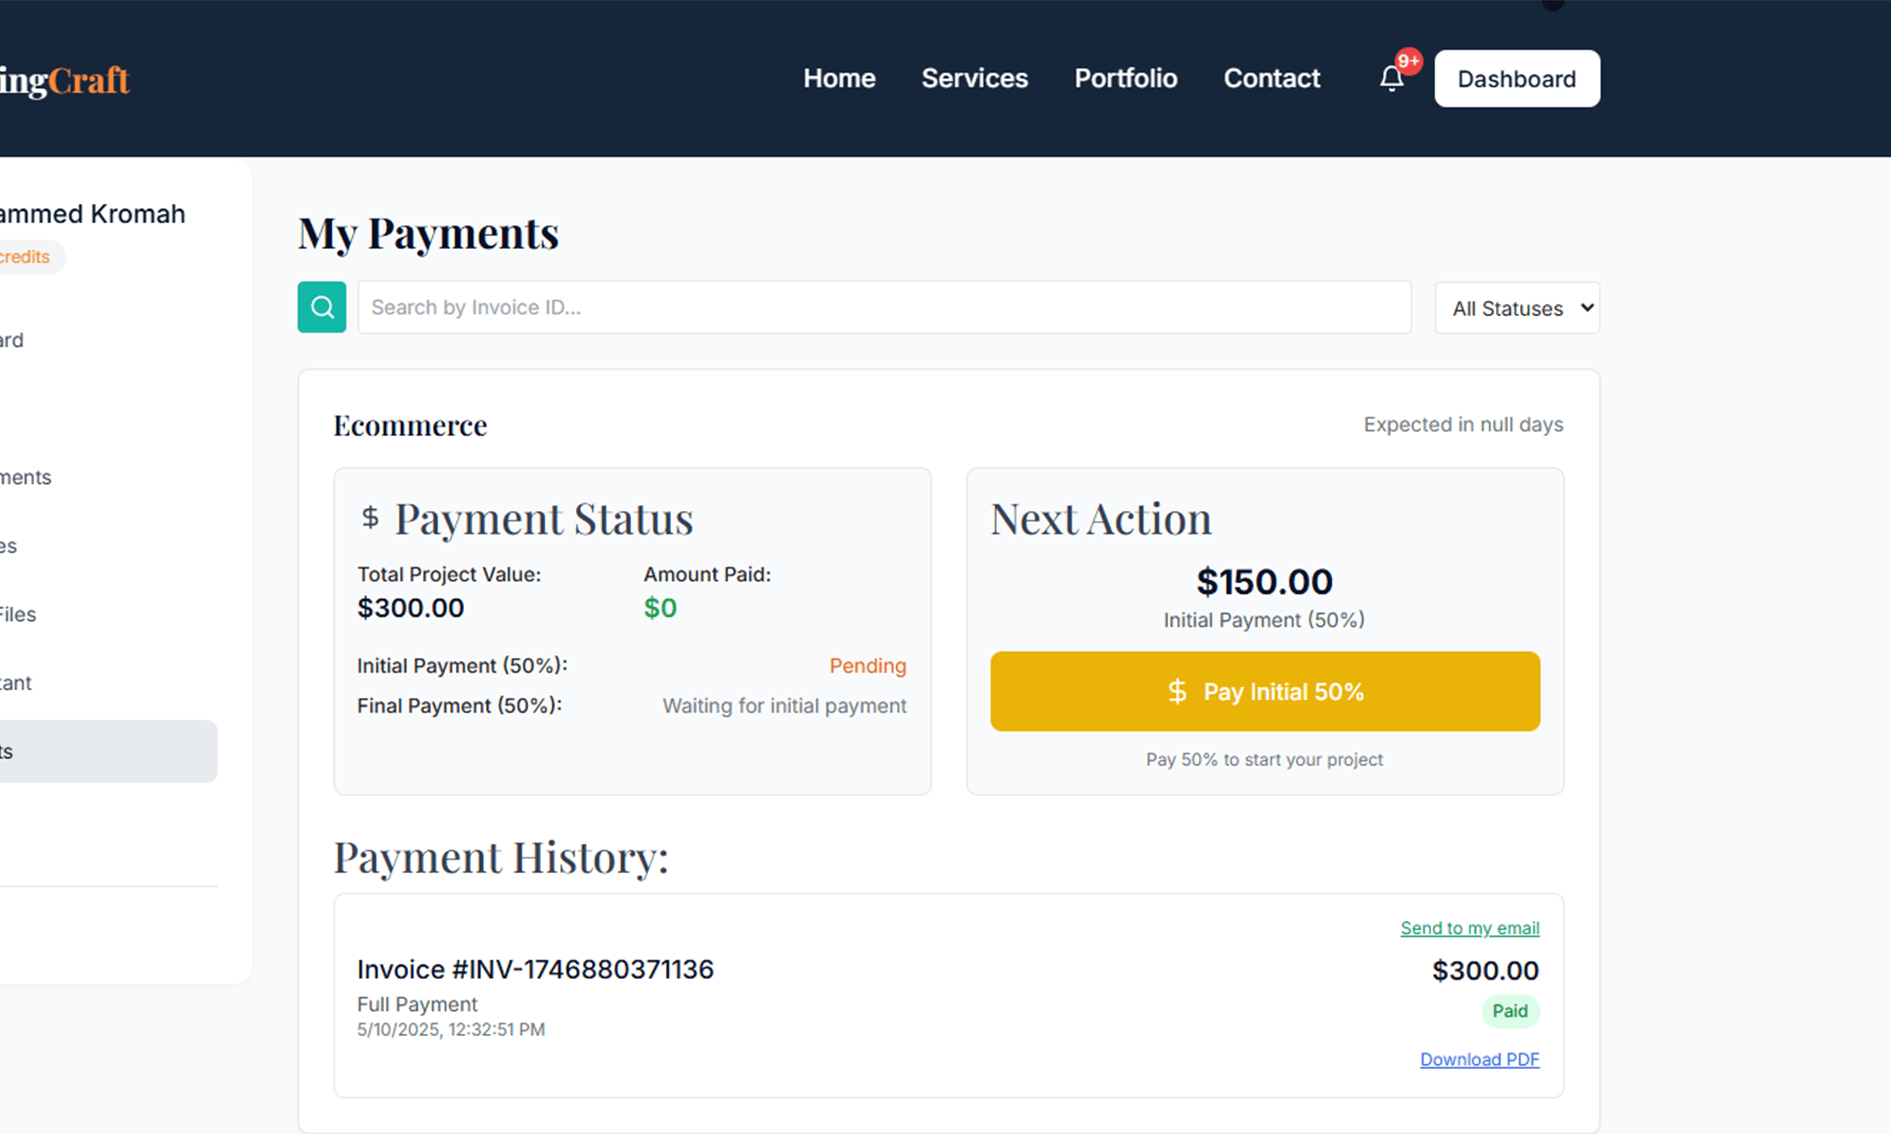 ingCraft
Home Services Portfolio Contact 9+ Dashboard
ammed Kromah
credits
ard
ments
es
Files
tant
ts
My Payments
Search by Invoice ID...
All Statuses
Ecommerce
Expected in null days
$ Payment Status
Total Project Value: Amount Paid:
$300.00 $0
Initial Payment (50%): Pending
Final Payment (50%): Waiting for initial payment
Next Action
$150.00
Initial Payment (50%)
$ Pay Initial 50%
Pay 50% to start your project
Payment History:
Send to my email
Invoice #INV-1746880371136
$300.00
Full Payment
Paid
5/10/2025, 12:32:51 PM
Download PDF